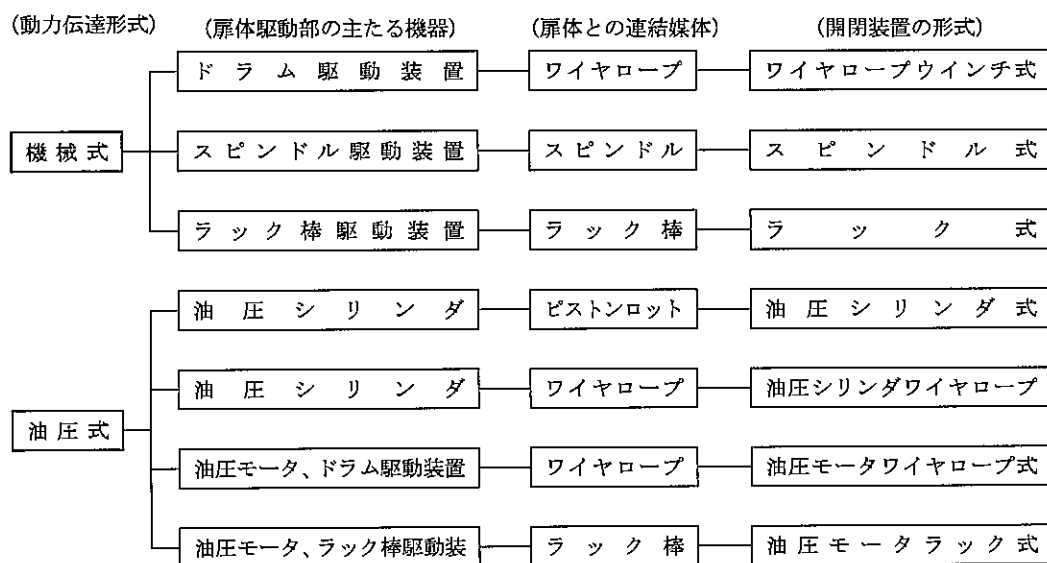 (動力伝達形式) (扉体駆動部の主たる機器) (扉体との連結媒体) (開閉装置の形式)
ドラム駆動装置 ワイヤロープ ワイヤロープウインチ式
機械式 スピンドル駆動装置 スピンドル スピンドル式
ラック棒駆動装置 ラック棒 ラック式
油圧シリンダ ピストンロット 油圧シリンダ式
油圧シリンダ ワイヤロープ 油圧シリンダワイヤロープ
油圧式
油圧モータ、ドラム駆動装置 ワイヤロープ 油圧モータワイヤロープ式
油圧モータ、ラック棒駆動装 ラック棒 油圧モータラック式